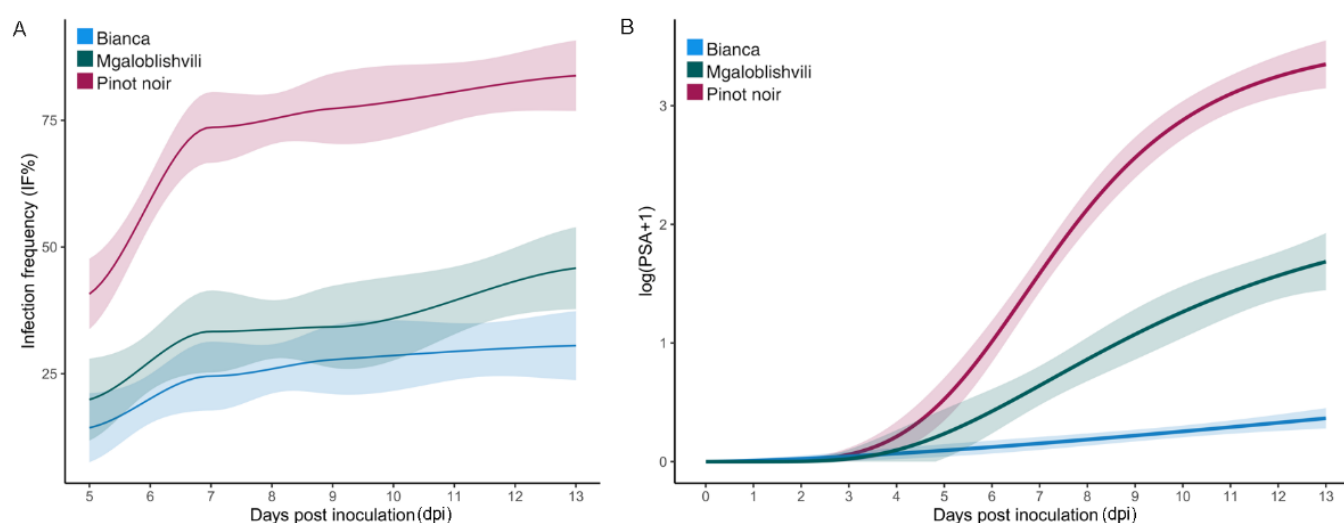 A
Bianca
Mgaloblishvili
Pinot noir
Infection frequency (IF%)
75
50
25
5 6 7 8 9 10 11 12 13
Days post inoculation (dpi)
B
Bianca
Mgaloblishvili
Pinot noir
log(PSA+1)
3
2
1
0
0 1 2 3 4 5 6 7 8 9 10 11 12 13
Days post inoculation (dpi)